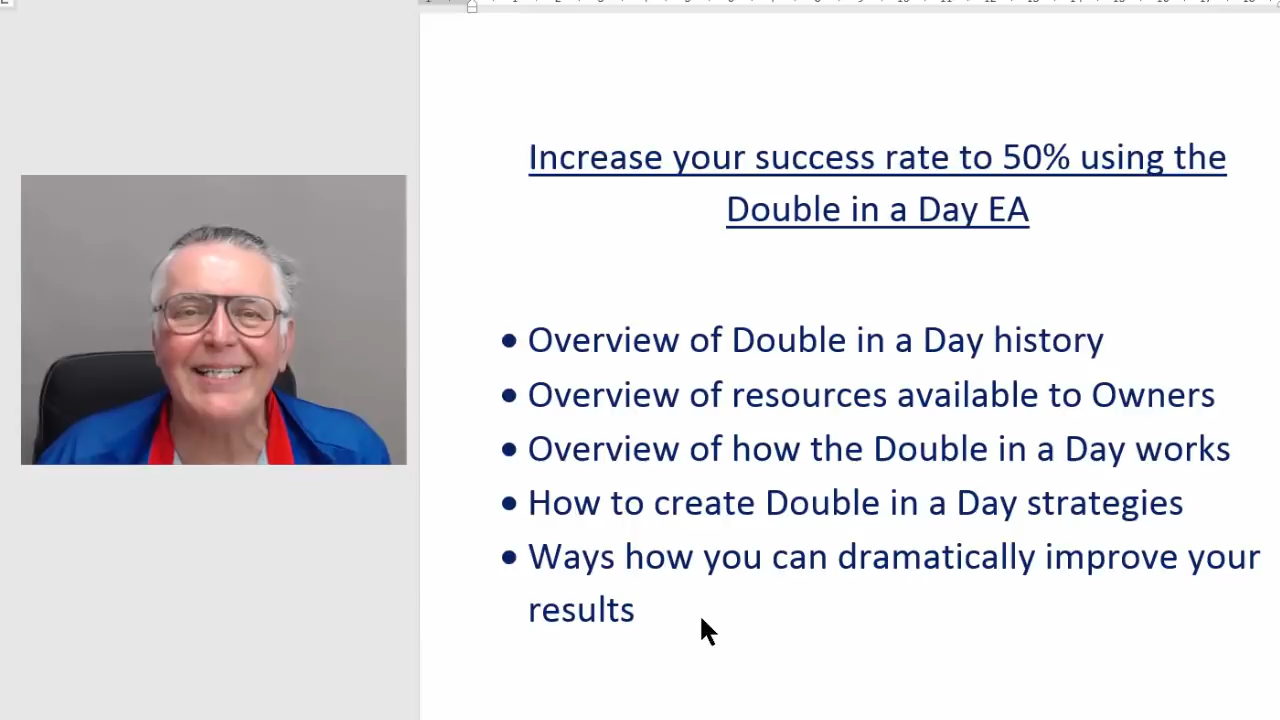 Increase your success rate to 50% using the
Double in a Day EA
• Overview of Double in a Day history
• Overview of resources available to Owners
• Overview of how the Double in a Day works
• How to create Double in a Day strategies
• Ways how you can dramatically improve your
results